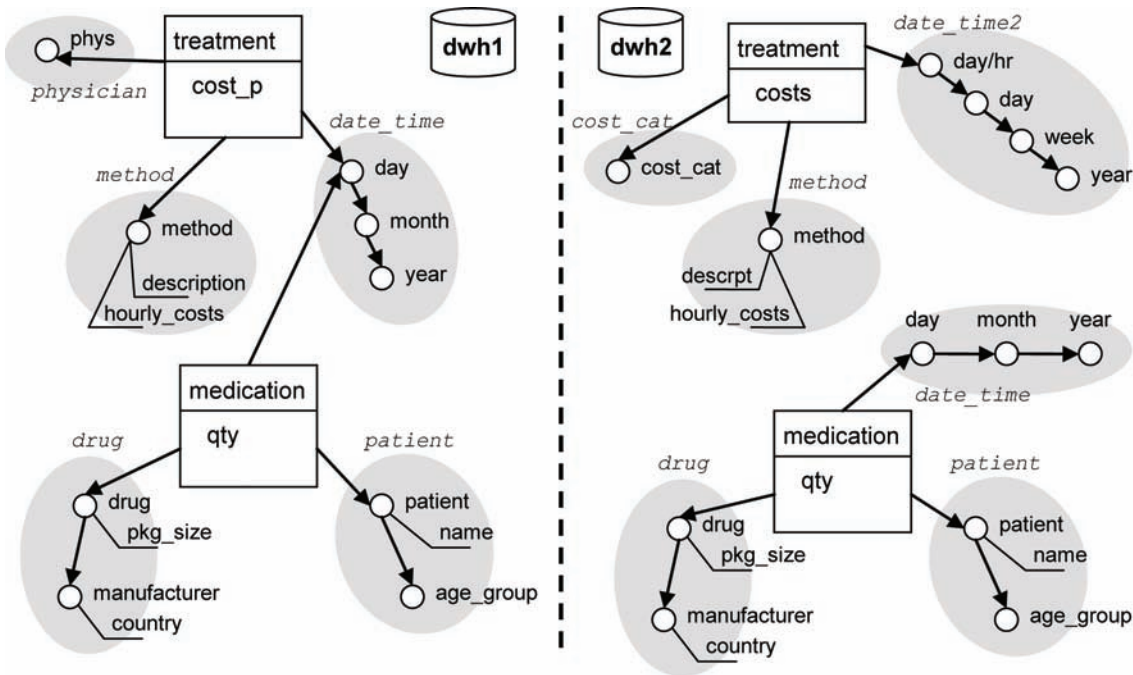 dwh1
phys
physician
treatment
cost_p
date_time
day
month
year
method
method
description
hourly_costs
medication
qty
drug
drug
pkg_size
manufacturer
country
patient
patient
name
age_group
dwh2
date_time2
treatment
costs
day/hr
day
week
year
cost_cat
cost_cat
method
method
descrpt
hourly_costs
day month year
date_time
medication
qty
drug
drug
pkg_size
manufacturer
country
patient
patient
name
age_group